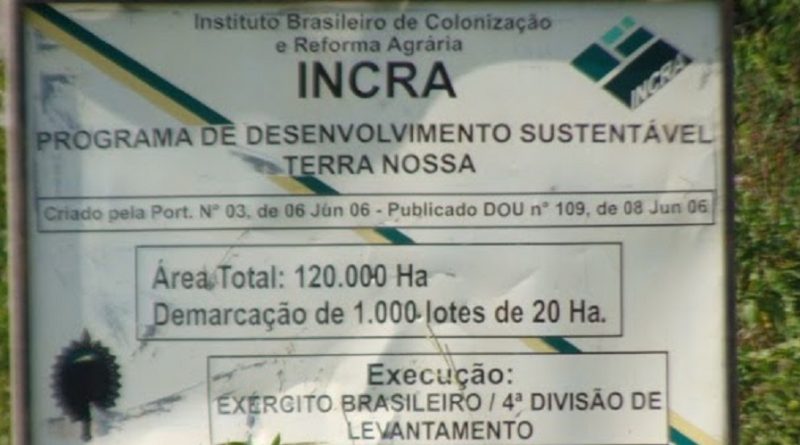 Instituto Brasileiro de Colonização
e Reforma Agrária
INCRA
INCRA
PROGRAMA DE DESENVOLVIMENTO SUSTENTÁVEL
TERRA NOSSA
Criado pela Port. N° 03, de 06 Jun 06 - Publicado DOU n° 109, de 08 Jun 06
Área Total: 120.000 Ha
Demarcação de 1.000 lotes de 20 Ha.
Execução:
EXÉRCITO BRASILEIRO / 4ª DIVISÃO DE
LEVANTAMENTO